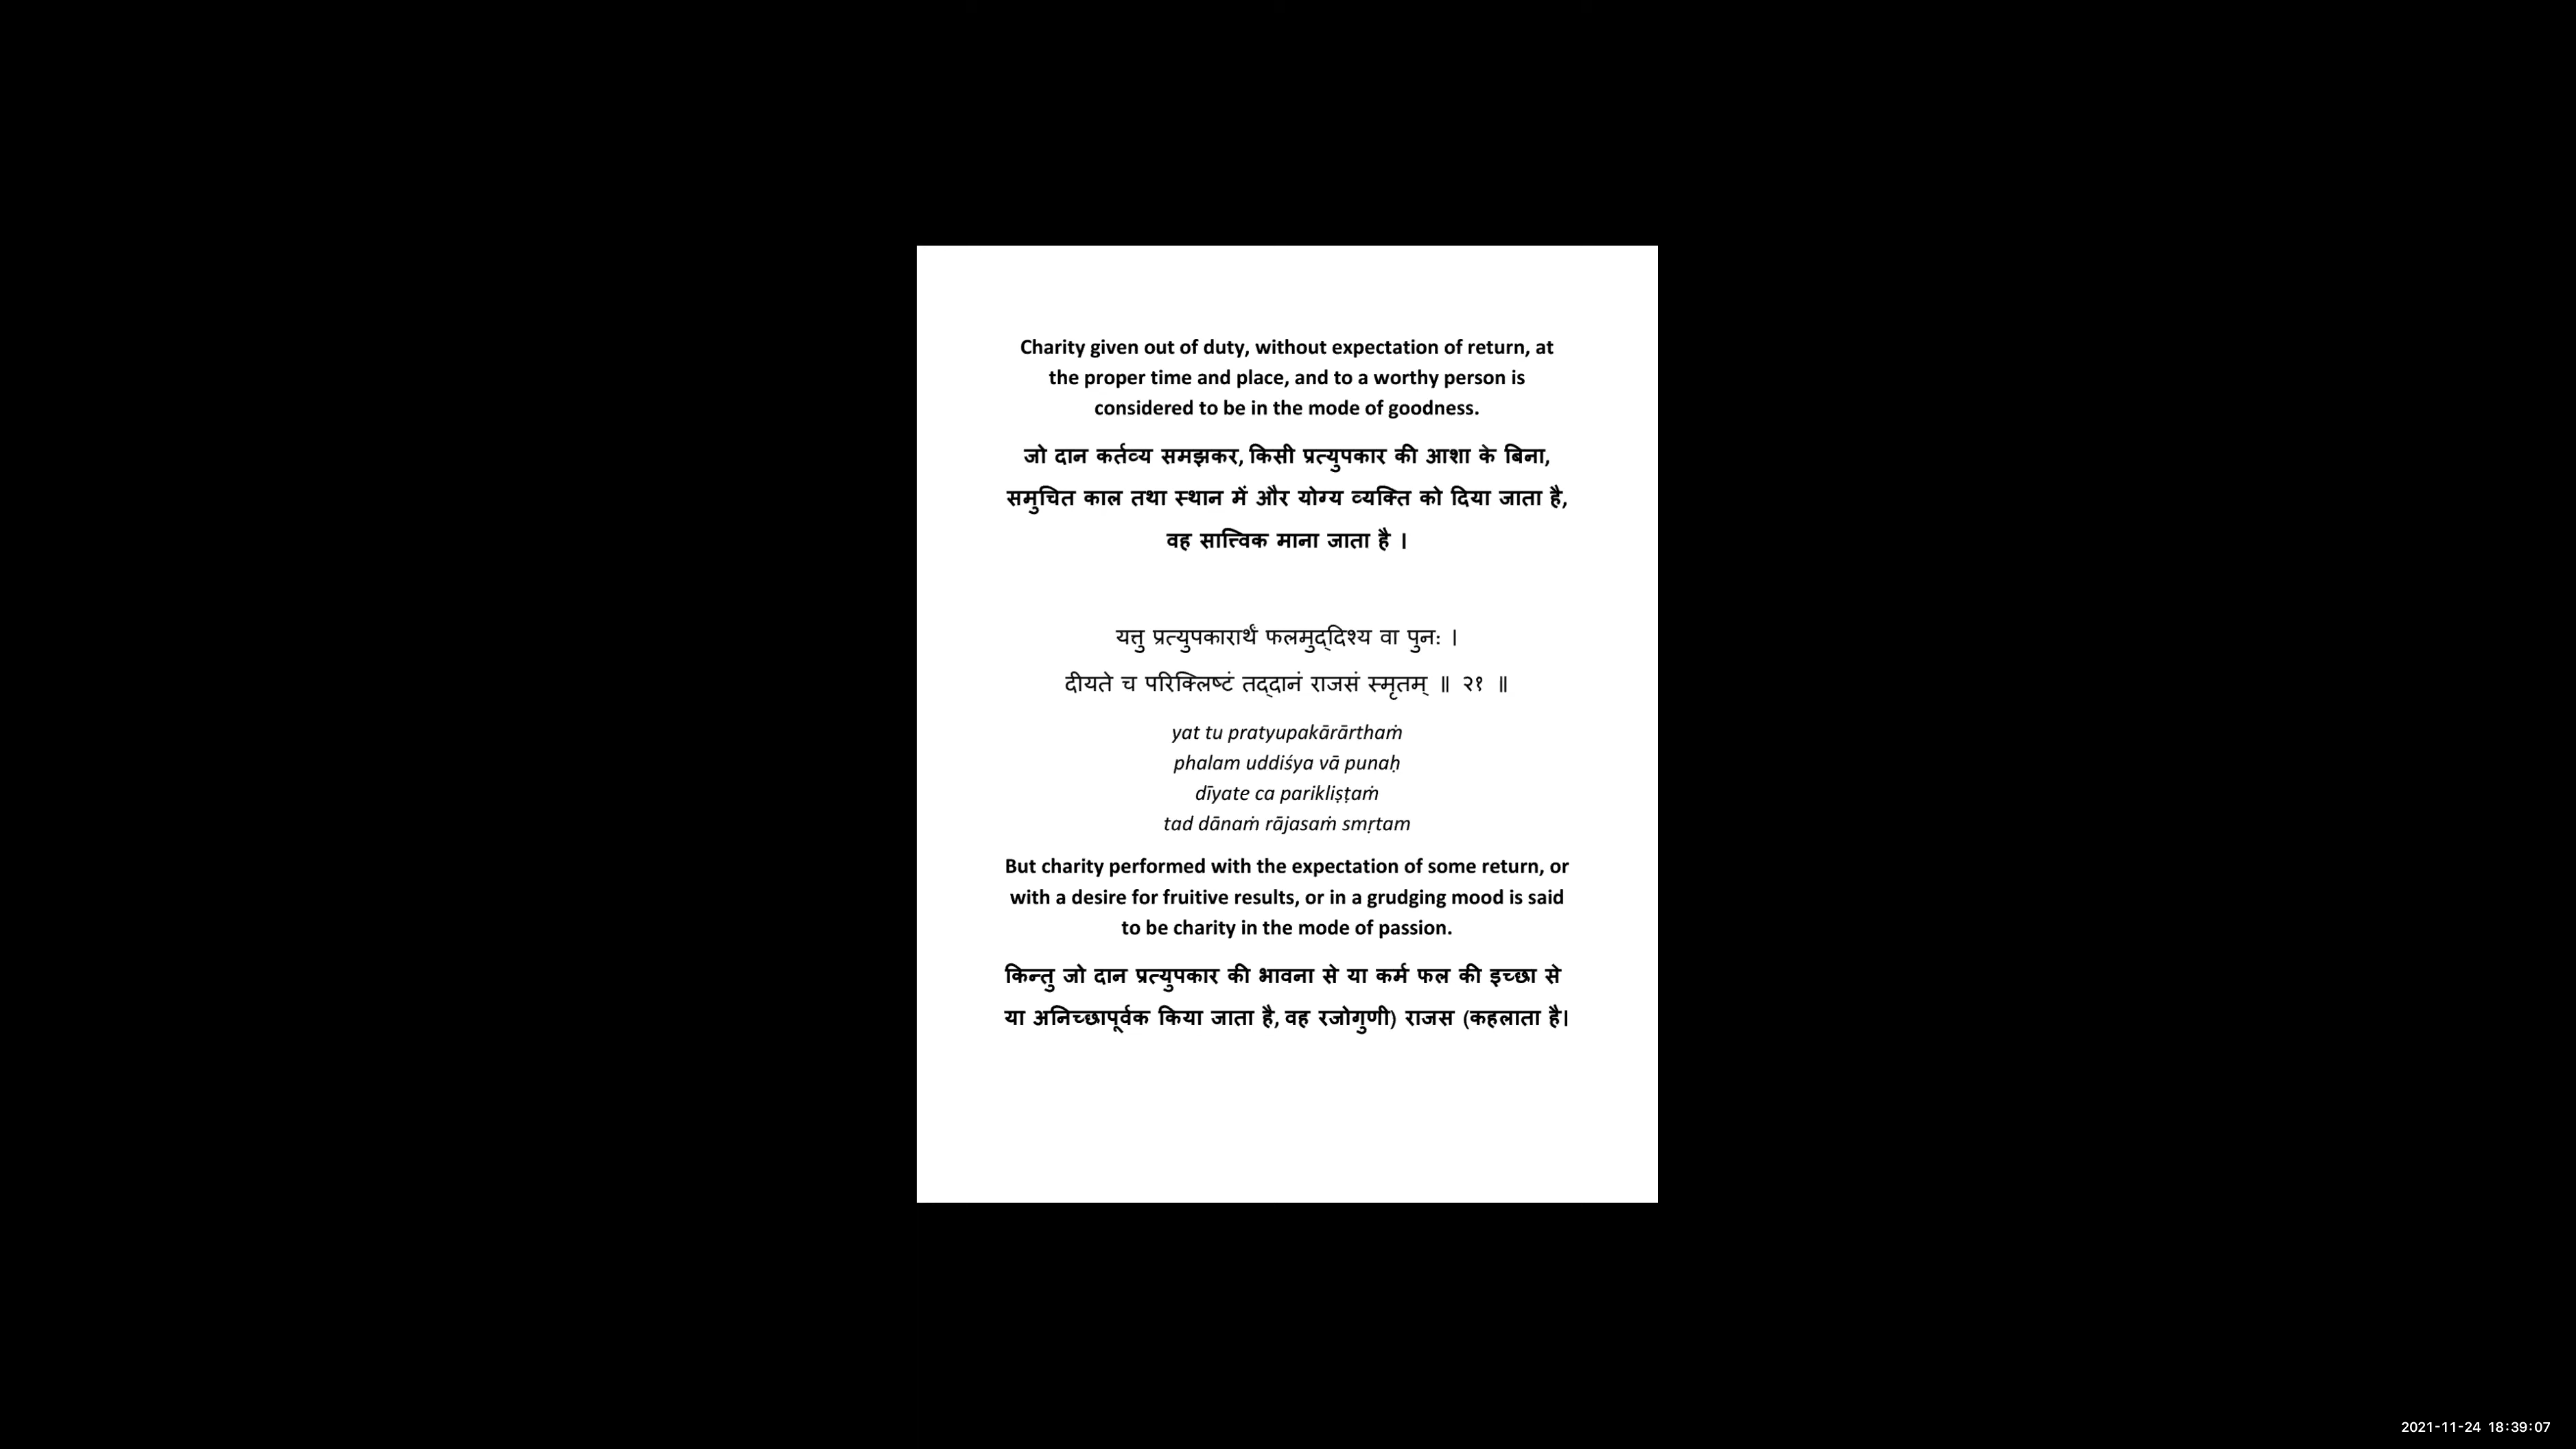 Charity given out of duty, without expectation of return, at
the proper time and place, and to a worthy person is
considered to be in the mode of goodness.
जो दान कर्तव्य समझकर, किसी प्रत्युपकार की आशा के बिना,
समुचित काल तथा स्थान में और योग्य व्यक्ति को दिया जाता है,
वह सात्त्विक माना जाता है ।
यत्तु प्रत्युपकारार्थं फलमुद्दिश्य वा पुनः ।
दीयते च परिक्लिष्टं तद्दानं राजसं स्मृतम् ॥ २१ ॥
yat tu pratyupakārārthaṁ
phalam uddiśya vā punaḥ
dīyate ca parikliṣṭaṁ
tad dānaṁ rājasaṁ smṛtam
But charity performed with the expectation of some return, or
with a desire for fruitive results, or in a grudging mood is said
to be charity in the mode of passion.
किन्तु जो दान प्रत्युपकार की भावना से या कर्म फल की इच्छा से
या अनिच्छापूर्वक किया जाता है, वह रजोगुणी) राजस (कहलाता है।
2021-11-24 18:39:07